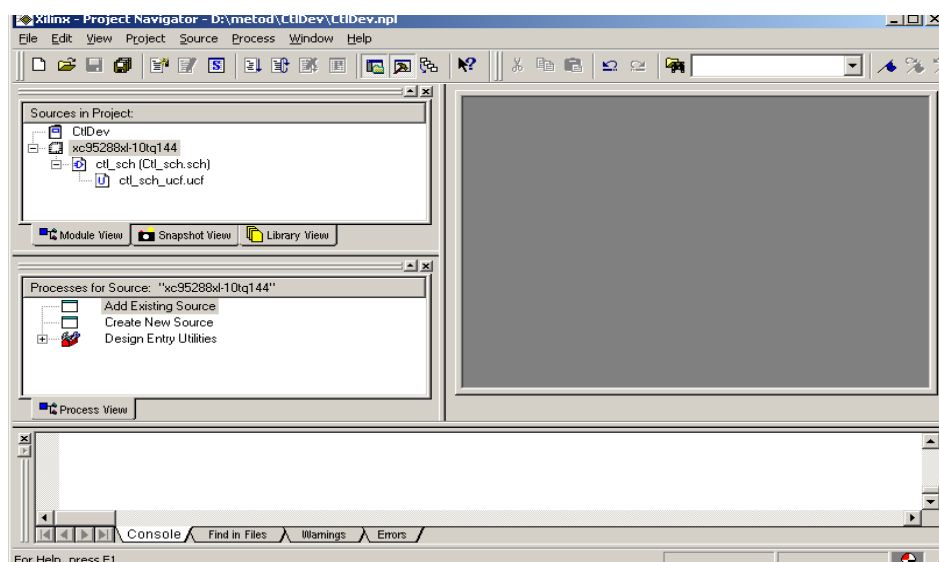 Xilinx - Project Navigator - D:\metod\CtlDev\CtlDev.npl
File Edit View Project Source Process Window Help
Sources in Project:
CtlDev
xc95288xl-10tq144
ctl_sch (Ctl_sch.sch)
ctl_sch_ucf.ucf
Module View Snapshot View Library View
Processes for Source: "xc95288xl-10tq144"
Add Existing Source
Create New Source
Design Entry Utilities
Process View
Console Find in Files Warnings Errors
For Help, press F1